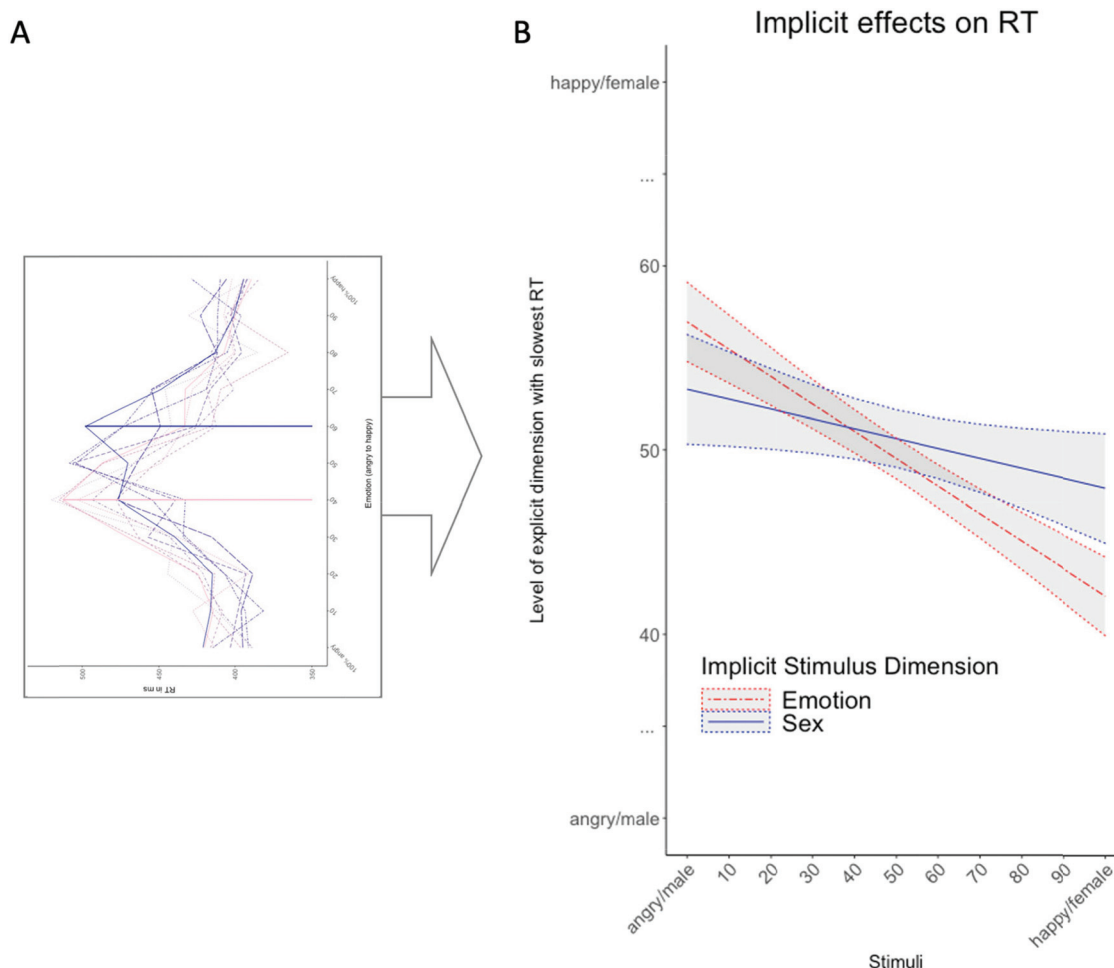 A
100% happy
90
80
70
60
50
40
30
20
10
100% angry
Emotion (angry to happy)
500
450
400
350
RT in ms
B
Implicit effects on RT
happy/female
...
60
50
40
...
angry/male
Level of explicit dimension with slowest RT
Implicit Stimulus Dimension
Emotion
Sex
angry/male
10
20
30
40
50
60
70
80
90
happy/female
Stimuli